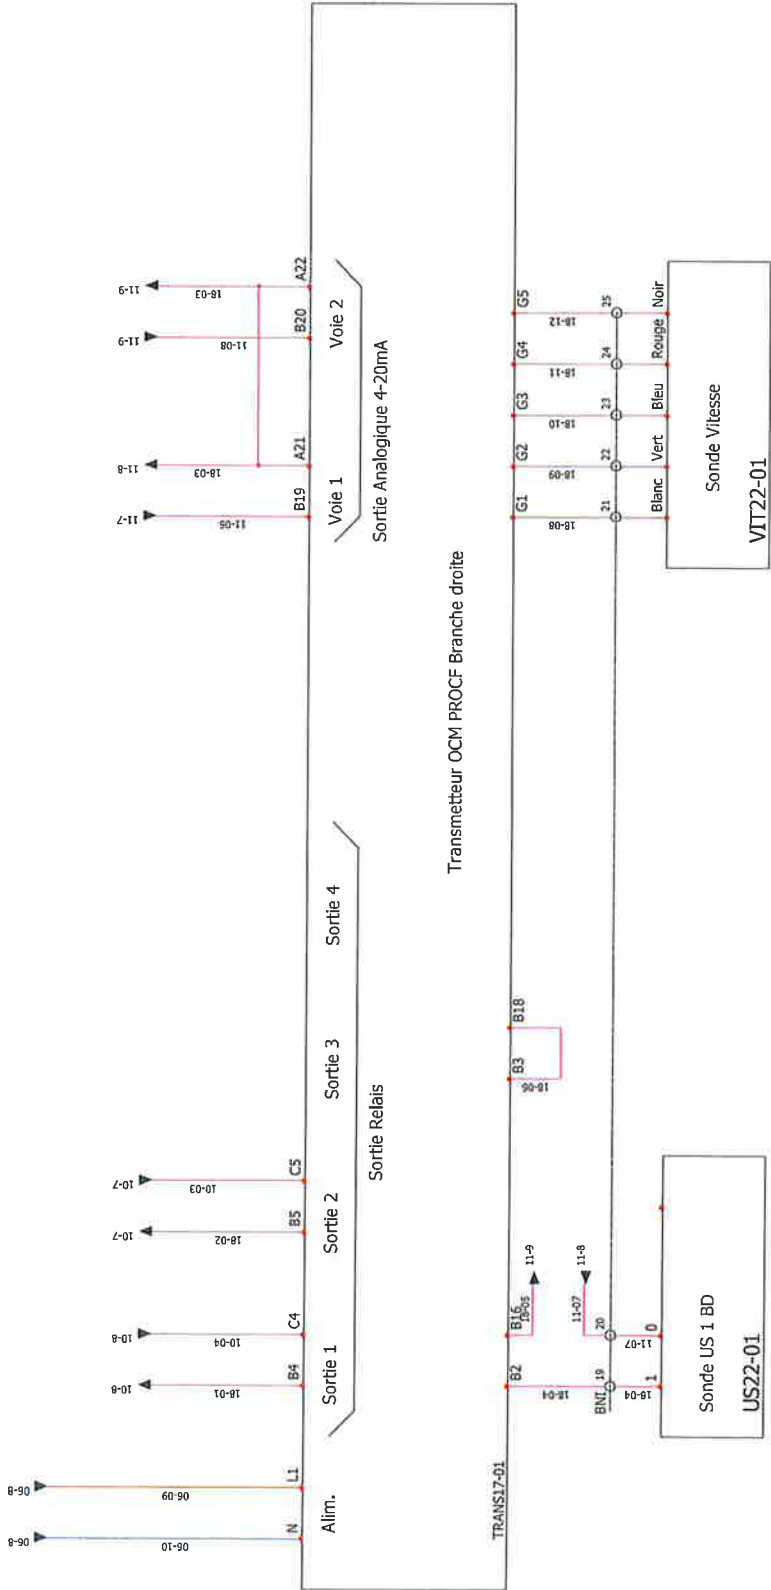 06-8
06-8
10-8
10-8
10-7
10-7
11-7
11-8
11-9
11-9
06-10
06-09
18-01
10-04
18-02
10-03
11-05
18-03
11-08
18-03
N
L1
B4
C4
B5
C5
B19
A21
B20
A22
Alim.
Sortie 1
Sortie 2
Sortie 3
Sortie 4
Voie 1
Voie 2
Sortie Relais
Sortie Analogique 4-20mA
Transmetteur OCM PROCF Branche droite
TRANS17-01
B2
B16
B3
B18
G1
G2
G3
G4
G5
18-05
11-9
18-06
18-04
11-07
11-8
18-08
18-09
18-10
18-11
18-12
BNI
19
20
21
22
23
24
25
18-04
11-07
1
0
Blanc
Vert
Bleu
Rouge
Noir
Sonde US 1 BD
US22-01
Sonde Vitesse
VIT22-01